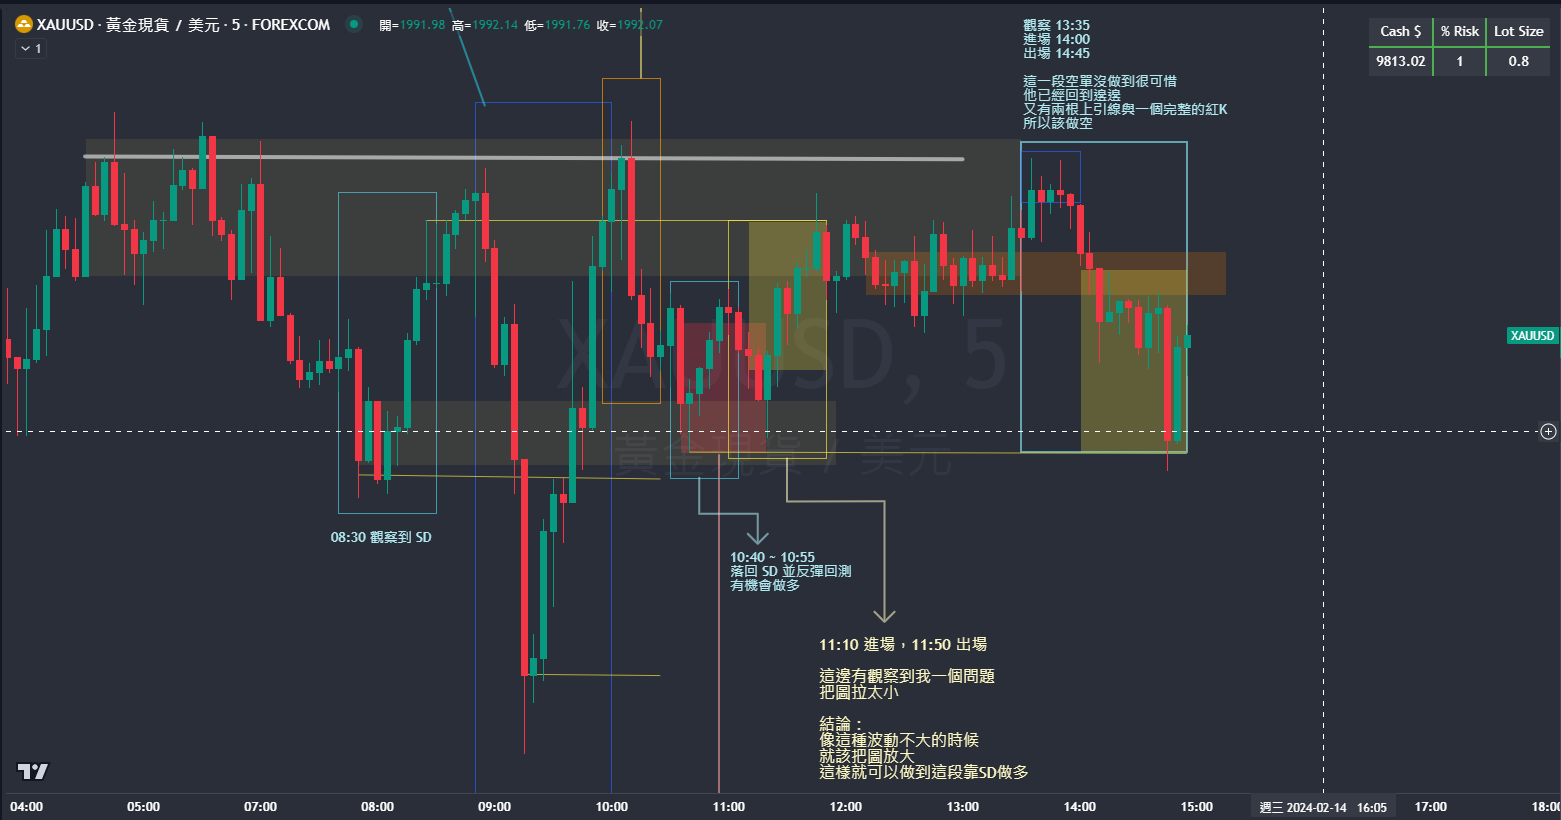 XAUUSD · 黃金現貨 / 美元 · 5 · FOREXCOM 開=1991.98 高=1992.14 低=1991.76 收=1992.07
1
觀察 13:35
進場 14:00
出場 14:45
這一段空單沒做到很可惜
他已經回到邊邊
又有兩根上引線與一個完整的紅K
所以該做空
Cash $ % Risk Lot Size
9813.02 1 0.8
XAUUSD, 5
黃金現貨 / 美元
XAUUSD
08:30 觀察到 SD
10:40 ~ 10:55
落回 SD 並反彈回測
有機會做多
11:10 進場，11:50 出場
這邊有觀察到我一個問題
把圖拉太小
結論：
像這種波動不大的時候
就該把圖放大
這樣就可以做到這段靠SD做多
04:00 05:00 07:00 08:00 09:00 10:00 11:00 12:00 13:00 14:00 15:00 週三 2024-02-14 16:05 17:00 18:00